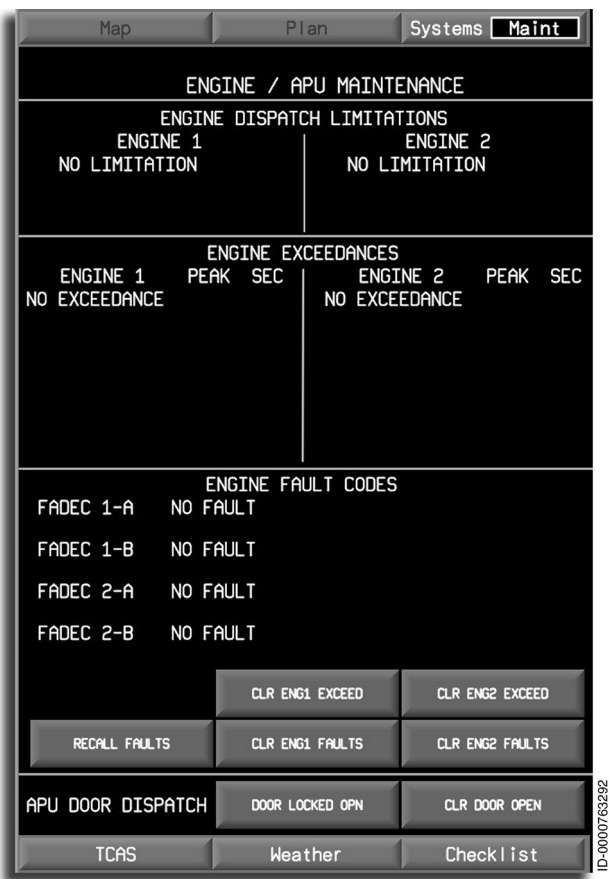 Map Plan Systems Maint
ENGINE / APU MAINTENANCE
ENGINE DISPATCH LIMITATIONS
ENGINE 1 ENGINE 2
NO LIMITATION NO LIMITATION
ENGINE EXCEEDANCES
ENGINE 1 PEAK SEC ENGINE 2 PEAK SEC
NO EXCEEDANCE NO EXCEEDANCE
ENGINE FAULT CODES
FADEC 1-A NO FAULT
FADEC 1-B NO FAULT
FADEC 2-A NO FAULT
FADEC 2-B NO FAULT
CLR ENG1 EXCEED CLR ENG2 EXCEED
RECALL FAULTS CLR ENG1 FAULTS CLR ENG2 FAULTS
APU DOOR DISPATCH DOOR LOCKED OPN CLR DOOR OPEN
TCAS Weather Checklist
ID-0000763292